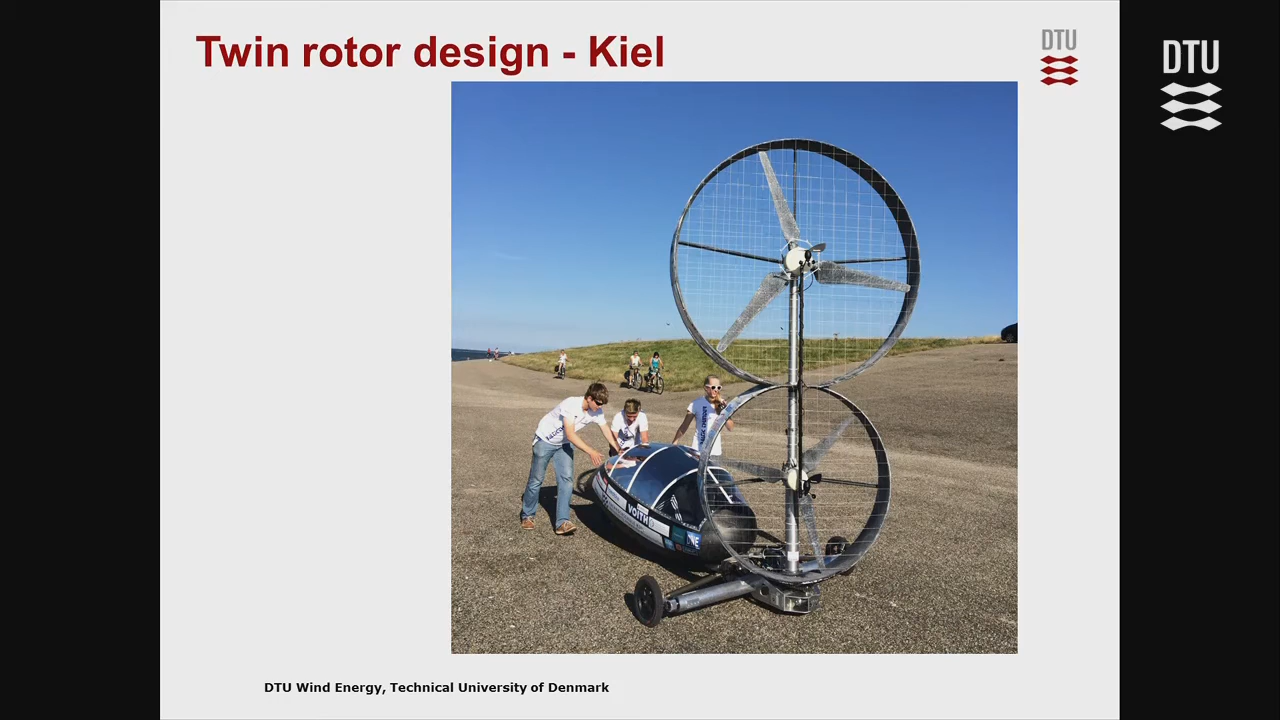 Twin rotor design - Kiel
DTU
DTU
VOITH
DTU Wind Energy, Technical University of Denmark